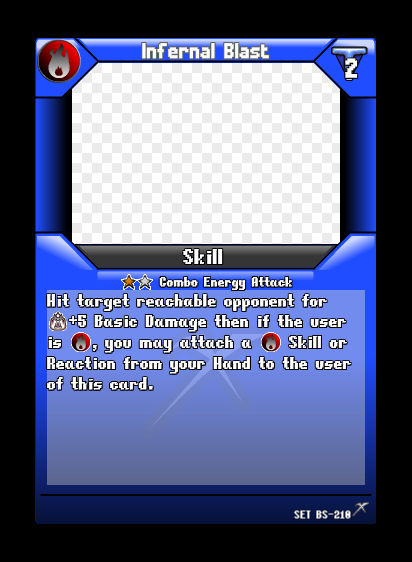 Infernal Blast
2
Skill
Combo Energy Attack
Hit target reachable opponent for
+5 Basic Damage then if the user
is , you may attach a Skill or
Reaction from your Hand to the user
of this card.
SET BS-210